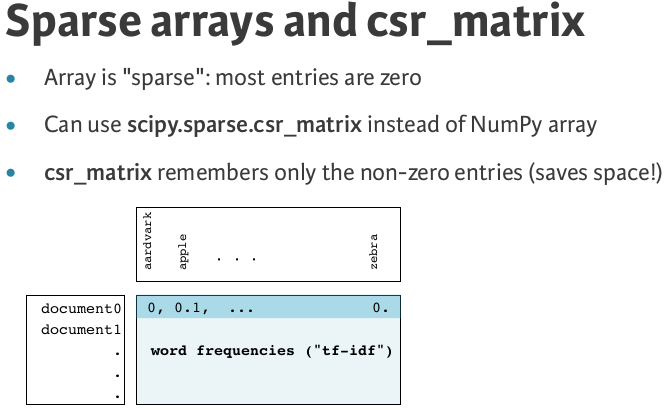 Sparse arrays and csr_matrix
• Array is "sparse": most entries are zero
• Can use scipy.sparse.csr_matrix instead of NumPy array
• csr_matrix remembers only the non-zero entries (saves space!)
aardvark apple . . . zebra
document0 0, 0.1, ... 0.
document1
. word frequencies ("tf-idf")
.
.